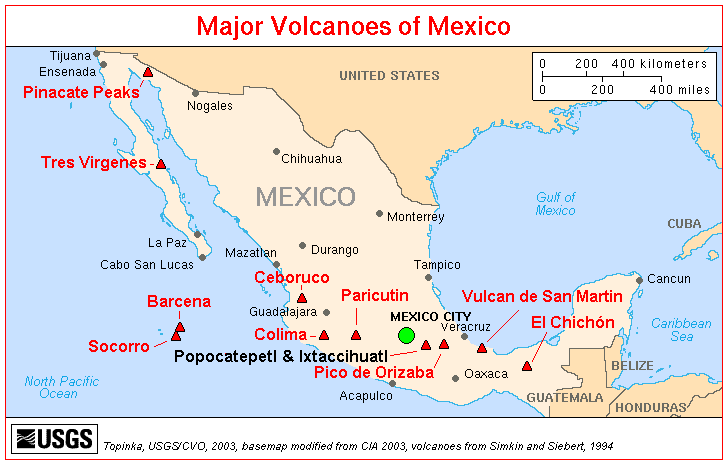 Major Volcanoes of Mexico
Tijuana
Ensenada
Pinacate Peaks
Nogales
UNITED STATES
0 200 400 kilometers
0 200 400 miles
Chihuahua
Tres Virgenes
MEXICO
Monterrey
Gulf of
Mexico
CUBA
La Paz
Cabo San Lucas
Mazatlan
Durango
Tampico
Cancun
Ceboruco
Barcena
Socorro
Guadalajara
Paricutin
Colima
MEXICO CITY
Veracruz
Vulcan de San Martin
El Chichón
Caribbean
Sea
Popocatepetl & Ixtaccihuatl
Pico de Orizaba
Acapulco
Oaxaca
BELIZE
GUATEMALA
HONDURAS
North Pacific
Ocean
USGS
Topinka, USGS/CVO, 2003, basemap modified from CIA 2003, volcanoes from Simkin and Siebert, 1994